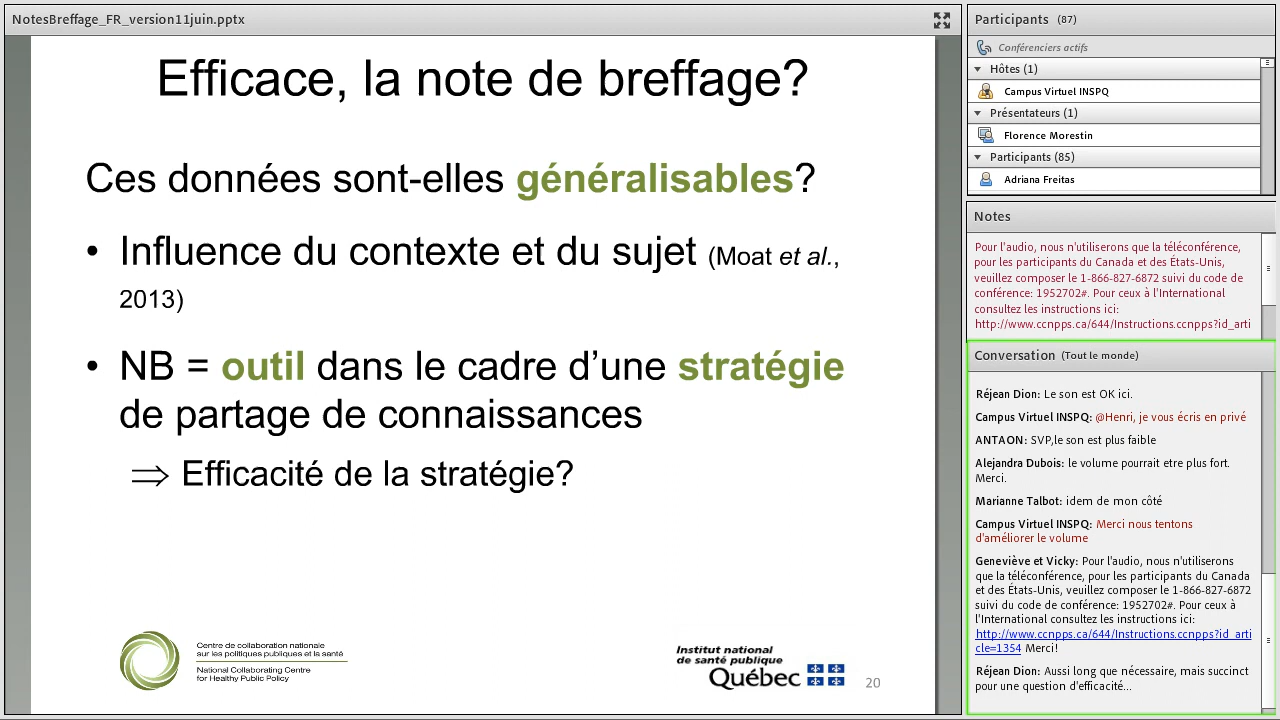 NotesBreffage_FR_version11juin.pptx
Efficace, la note de breffage?
Ces données sont-elles généralisables?
• Influence du contexte et du sujet (Moat et al.,
2013)
• NB = outil dans le cadre d’une stratégie
de partage de connaissances
⇒ Efficacité de la stratégie?
Centre de collaboration nationale
sur les politiques publiques et la santé
National Collaborating Centre
for Healthy Public Policy
Institut national
de santé publique
Québec
20
Participants (87)
Conférenciers actifs
Hôtes (1)
Campus Virtuel INSPQ
Présentateurs (1)
Florence Morestin
Participants (85)
Adriana Freitas
Notes
Pour l'audio, nous n'utiliserons que la téléconférence,
pour les participants du Canada et des États-Unis,
veuillez composer le 1-866-827-6872 suivi du code de
conférence: 1952702#. Pour ceux à l'International
consultez les instructions ici:
http://www.ccnpps.ca/644/Instructions.ccnpps?id_arti
Conversation (Tout le monde)
Réjean Dion: Le son est OK ici.
Campus Virtuel INSPQ: @Henri, je vous écris en privé
ANTAON: SVP,le son est plus faible
Alejandra Dubois: le volume pourrait etre plus fort.
Merci.
Marianne Talbot: idem de mon côté
Campus Virtuel INSPQ: Merci nous tentons
d'améliorer le volume
Geneviève et Vicky: Pour l'audio, nous n'utiliserons
que la téléconférence, pour les participants du Canada
et des États-Unis, veuillez composer le 1-866-827-6872
suivi du code de conférence: 1952702#. Pour ceux à
l'International consultez les instructions ici:
http://www.ccnpps.ca/644/Instructions.ccnpps?id_arti
cle=1354 Merci!
Réjean Dion: Aussi long que nécessaire, mais succinct
pour une question d'efficacité...